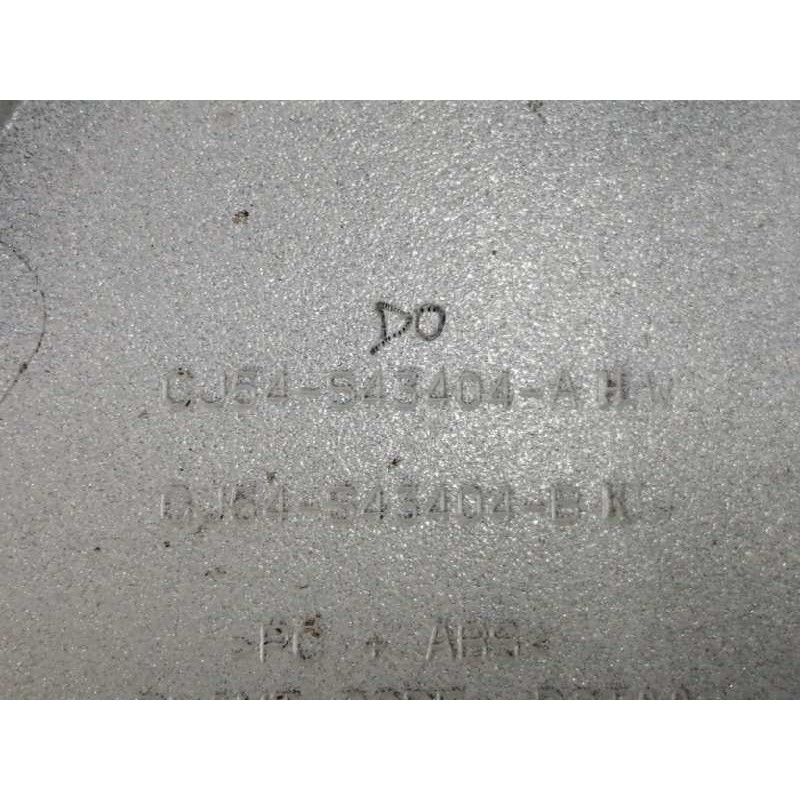 DO
CJ54-S43404-A H W
CJ54-S43404-B K
>PC + ABS<